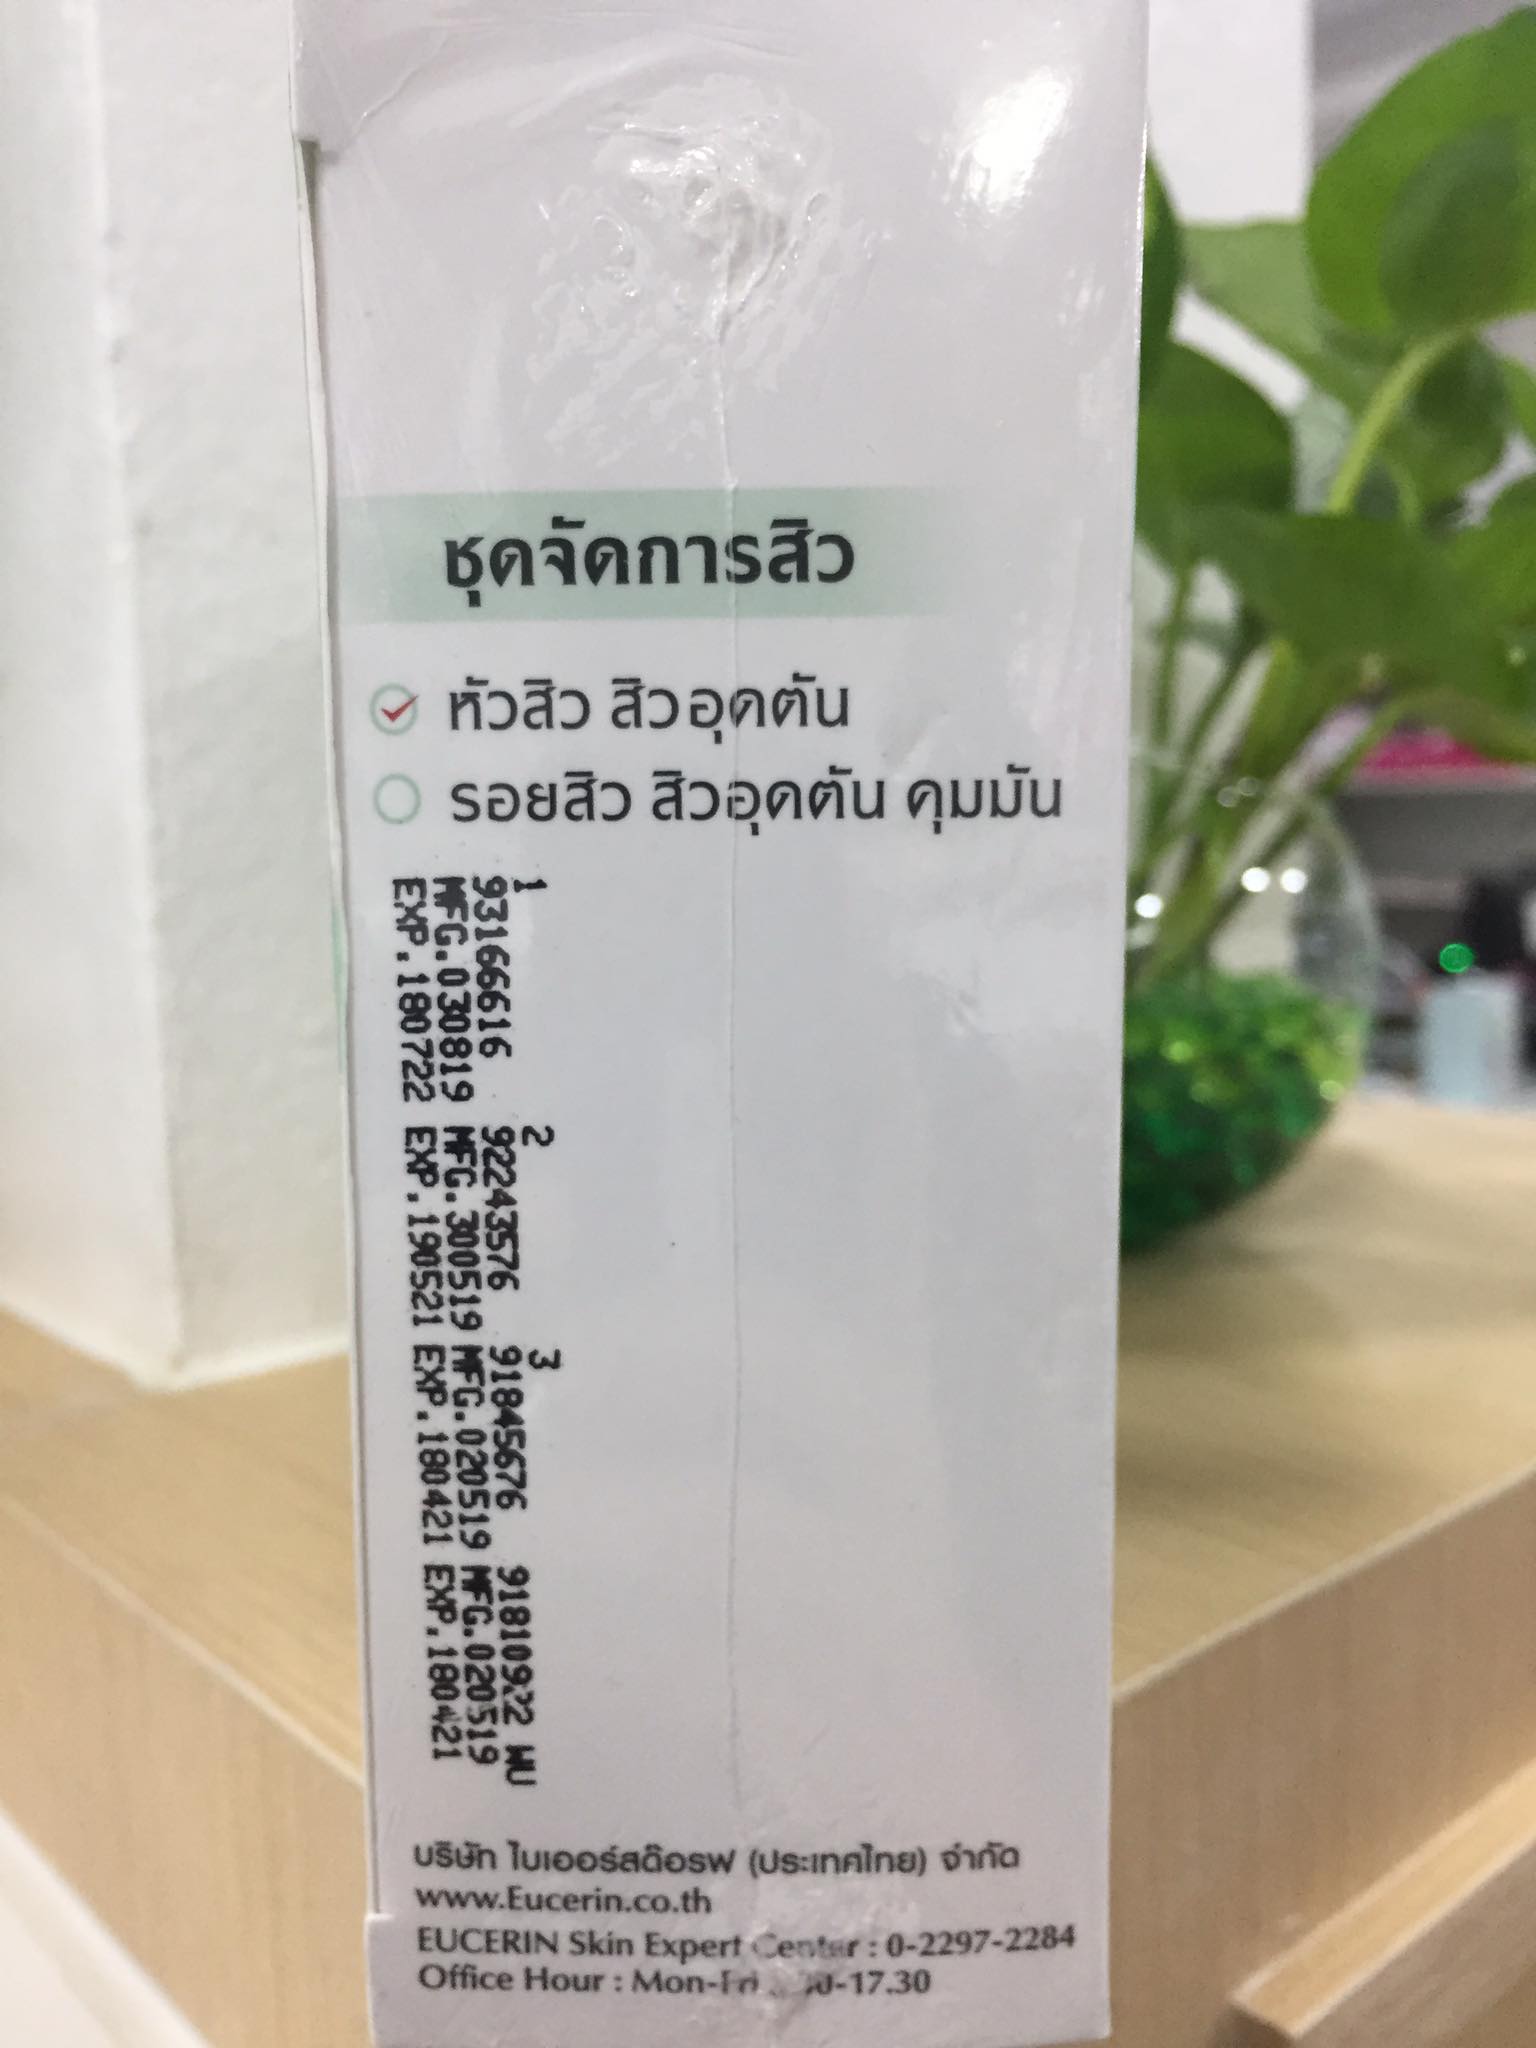 ชุดจัดการสิว
หัวสิว สิวอุดตัน
รอยสิว สิวอุดตัน คุมมัน
1 2 3
93166616 92243576 91845676 WU
MFG.030819 MFG.300519 MFG.020519 MFG.020519
EXP.180722 EXP.190521 EXP.180421 EXP.180421
บริษัท ไบเออร์สด๊อรฟ (ประเทศไทย) จำกัด
www.Eucerin.co.th
EUCERIN Skin Expert Center : 0-2297-2284
Office Hour : Mon-Fri -17.30